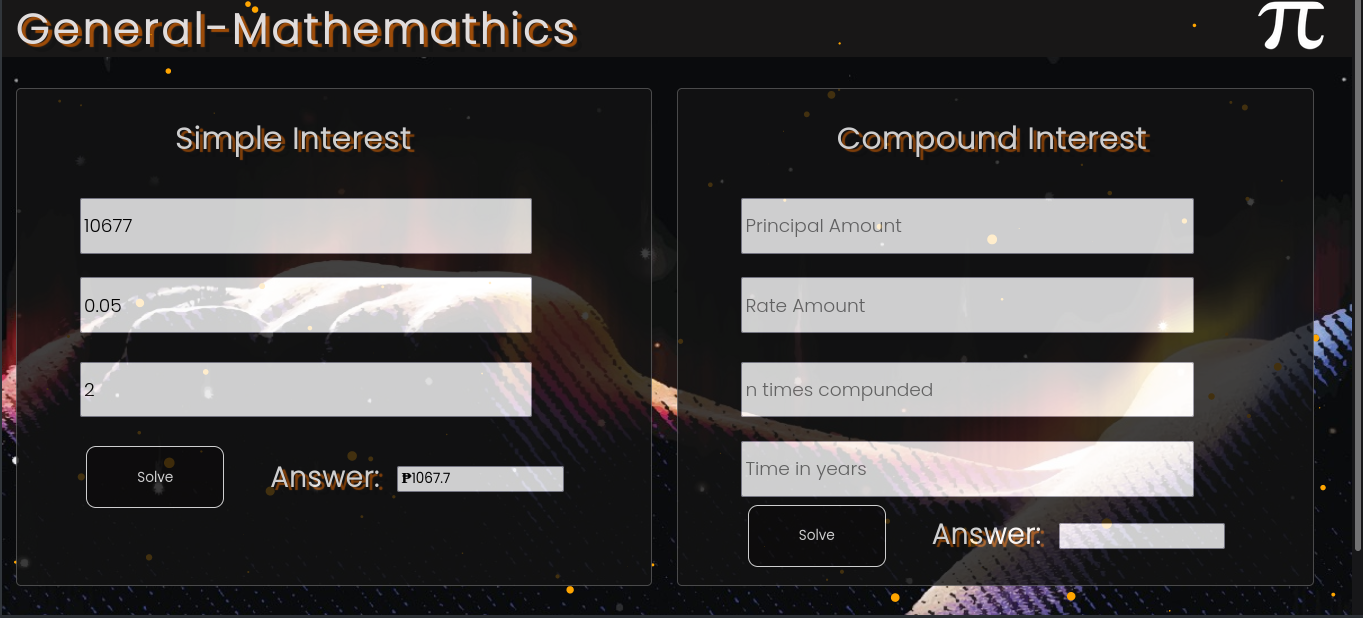 General-Mathemathics
π
Simple Interest
10677
0.05
2
Solve
Answer:
₱1067.7
Compound Interest
Principal Amount
Rate Amount
n times compunded
Time in years
Solve
Answer: